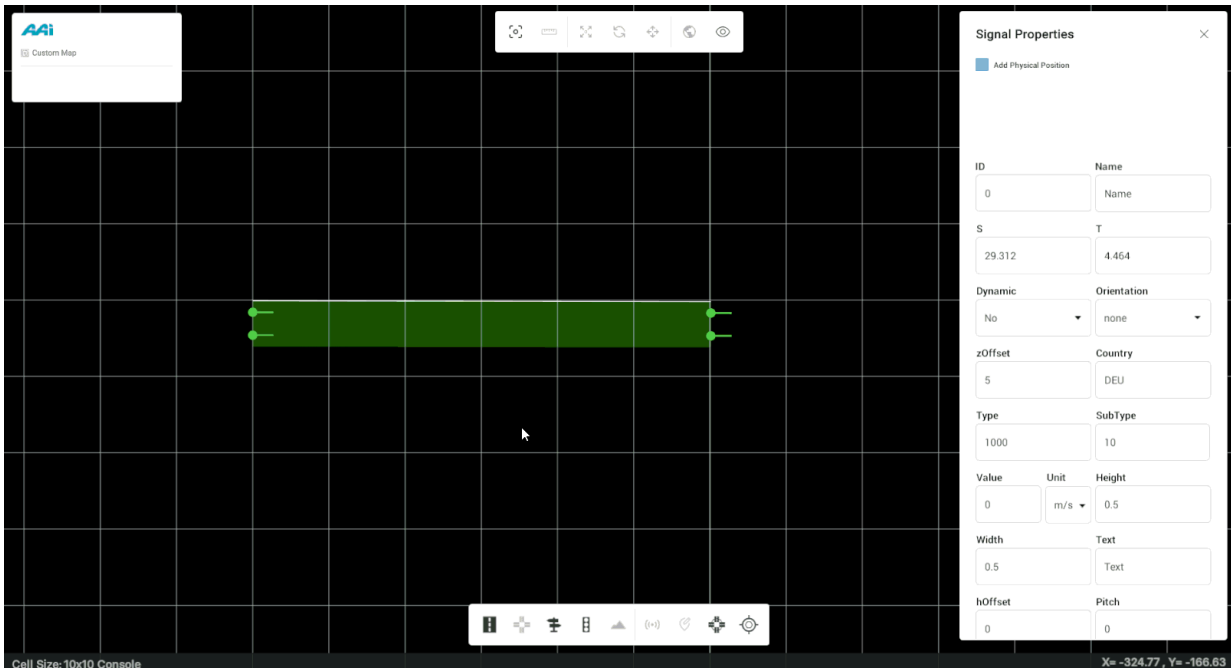 AAi
Custom Map
Signal Properties
Add Physical Position
ID Name
0 Name
S T
29.312 4.464
Dynamic Orientation
No none
zOffset Country
5 DEU
Type SubType
1000 10
Value Unit Height
0 m/s 0.5
Width Text
0.5 Text
hOffset Pitch
0 0
Cell Size: 10x10 Console
X= -324.77 , Y= -166.63